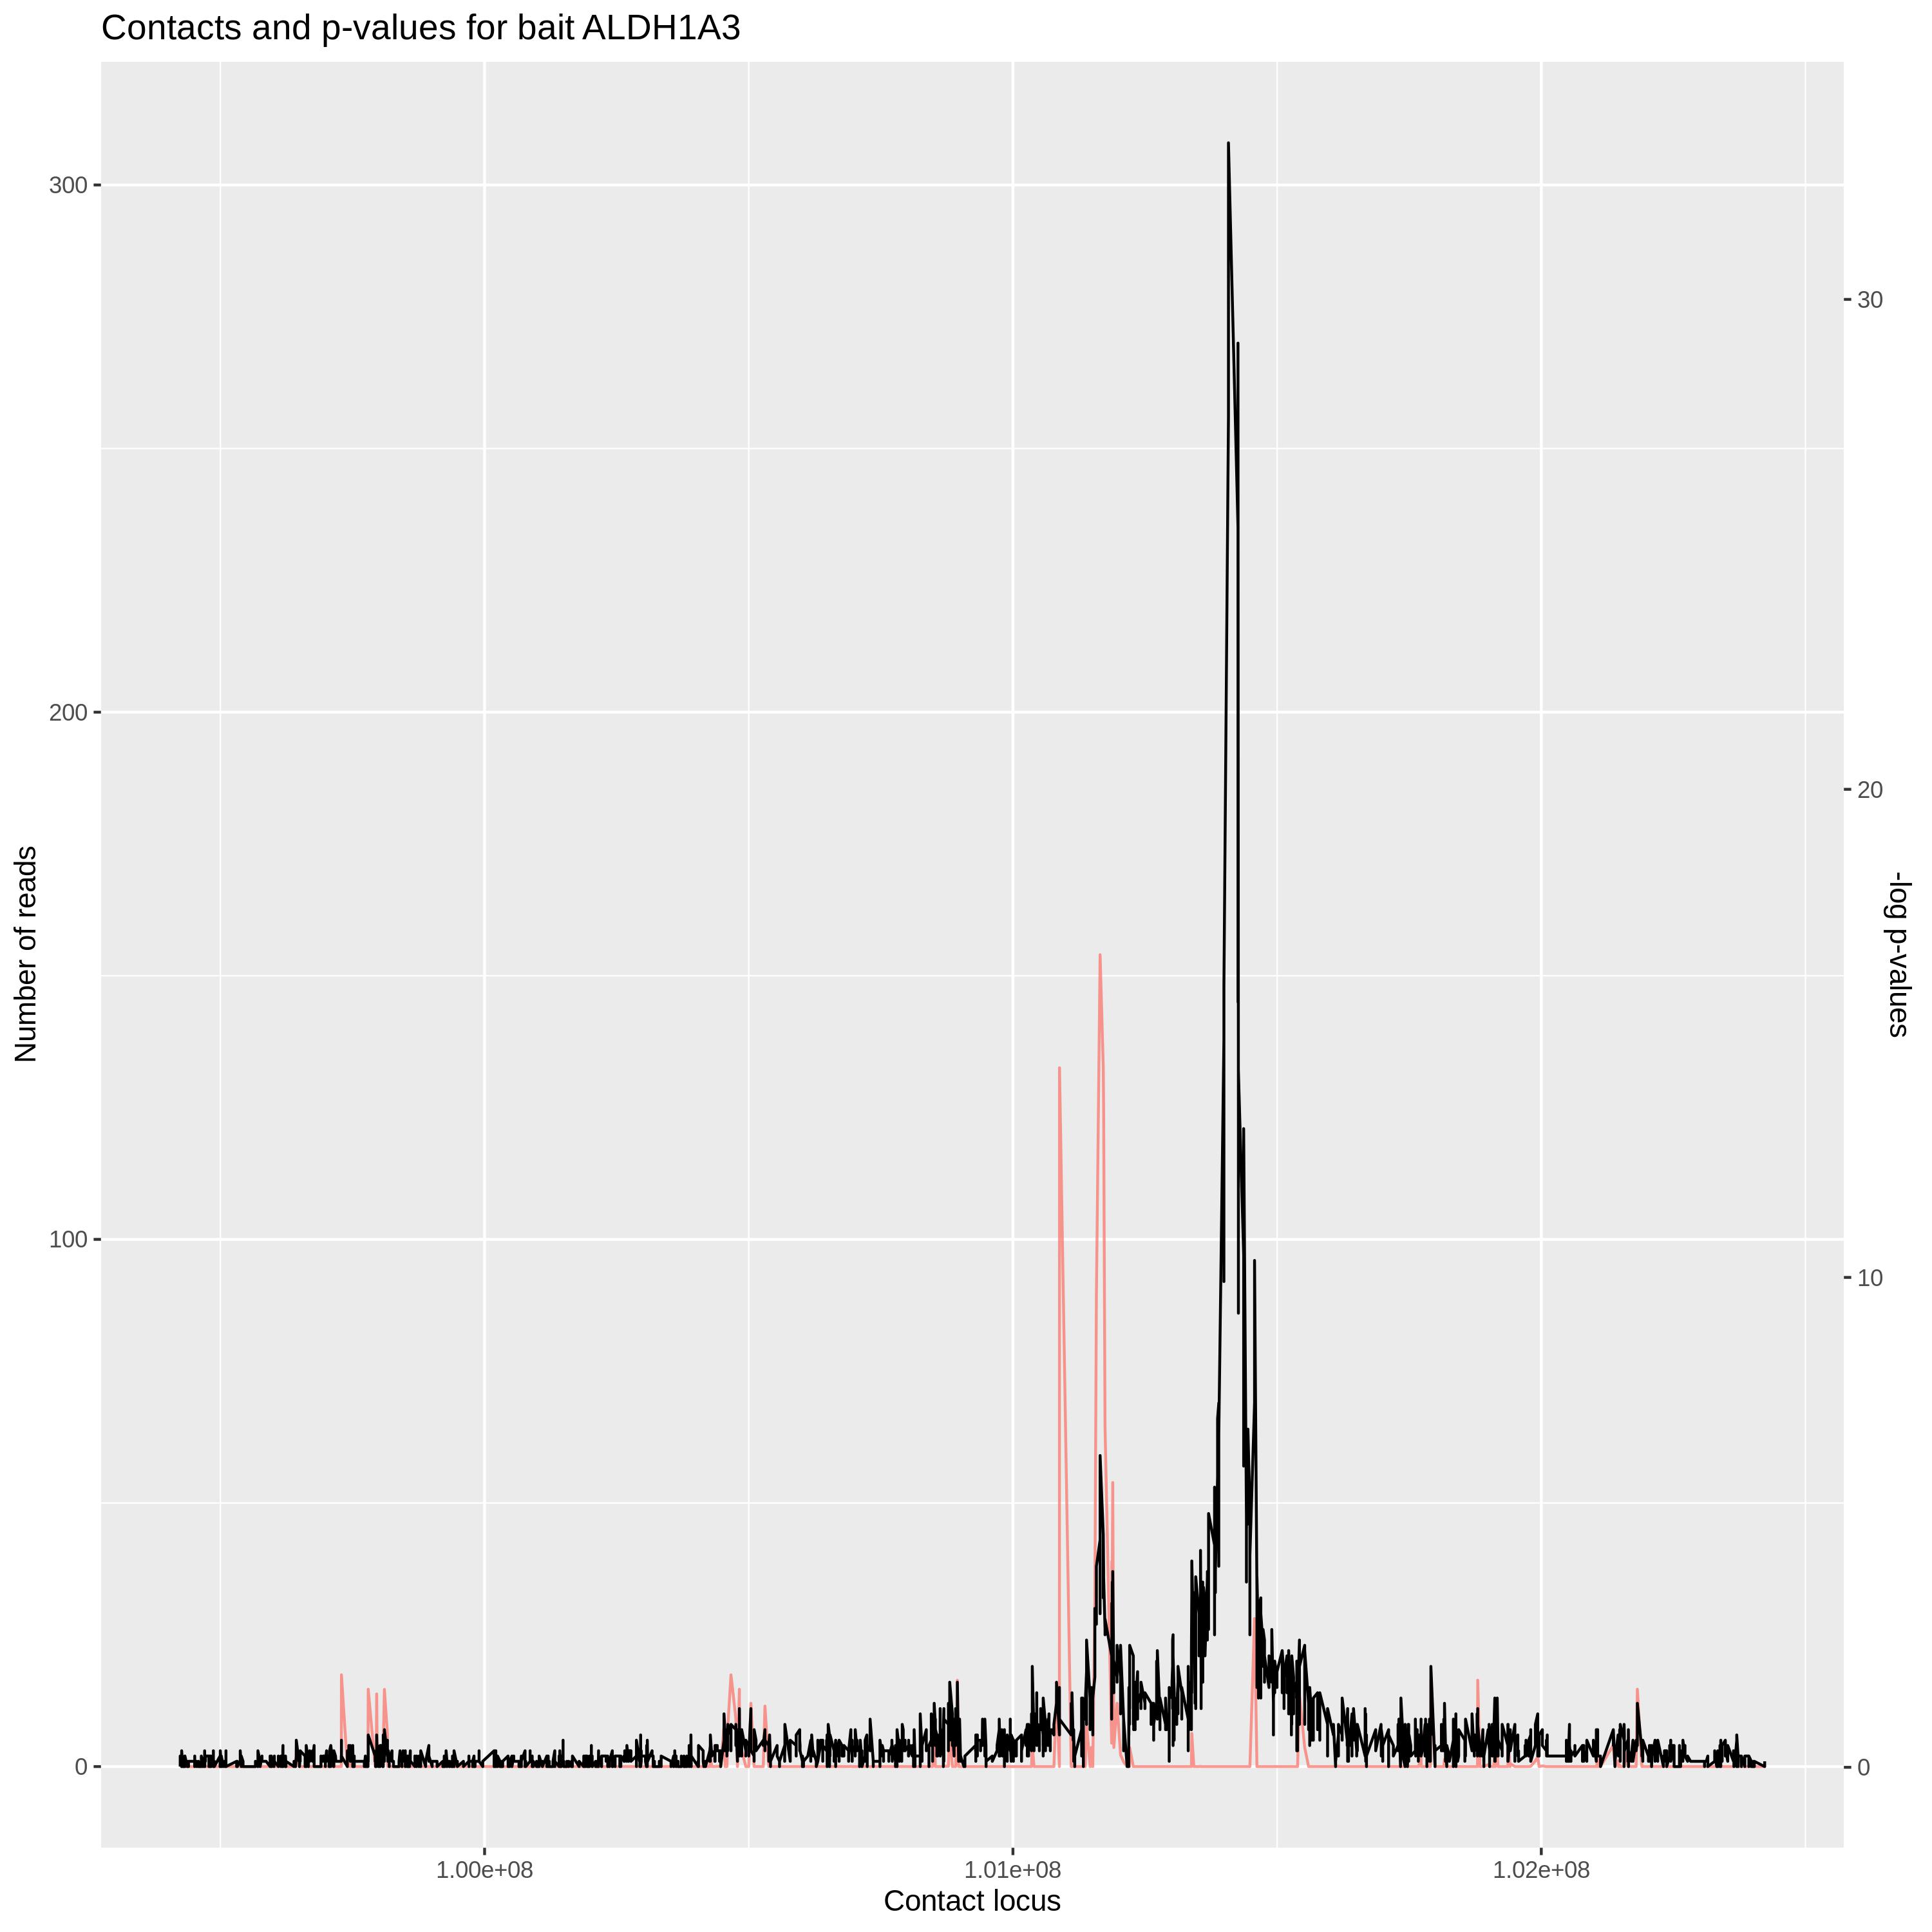 Contacts and p-values for bait ALDH1A3
300
200
100
0
Number of reads
30
20
10
0
-log p-values
1.00e+08
1.01e+08
1.02e+08
Contact locus